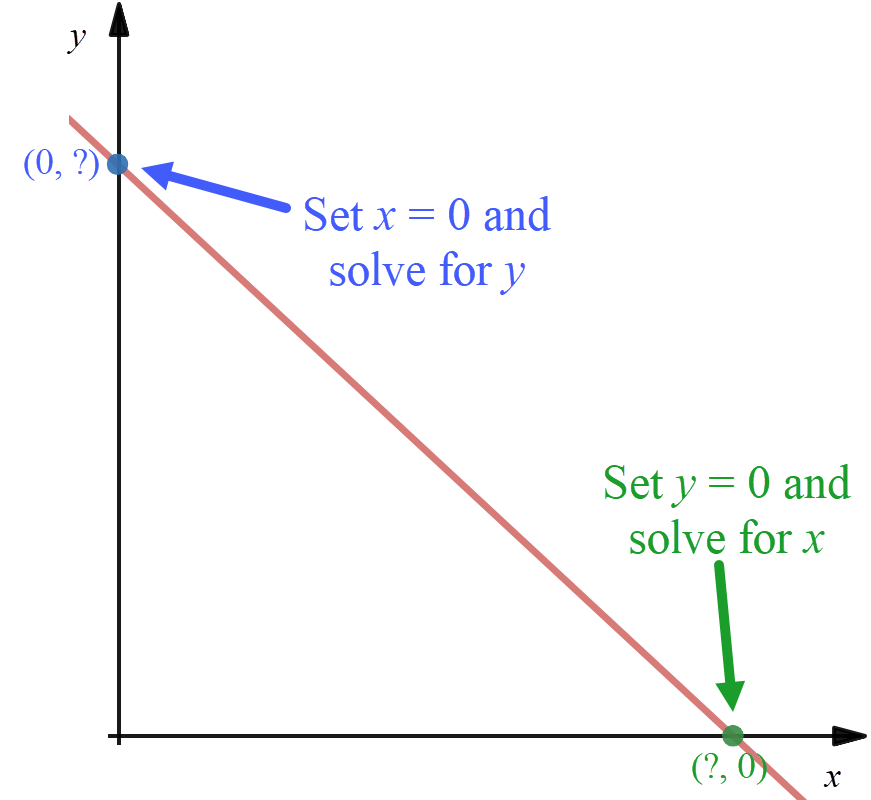 y
(0, ?)
Set x = 0 and
solve for y
Set y = 0 and
solve for x
(?, 0)
x